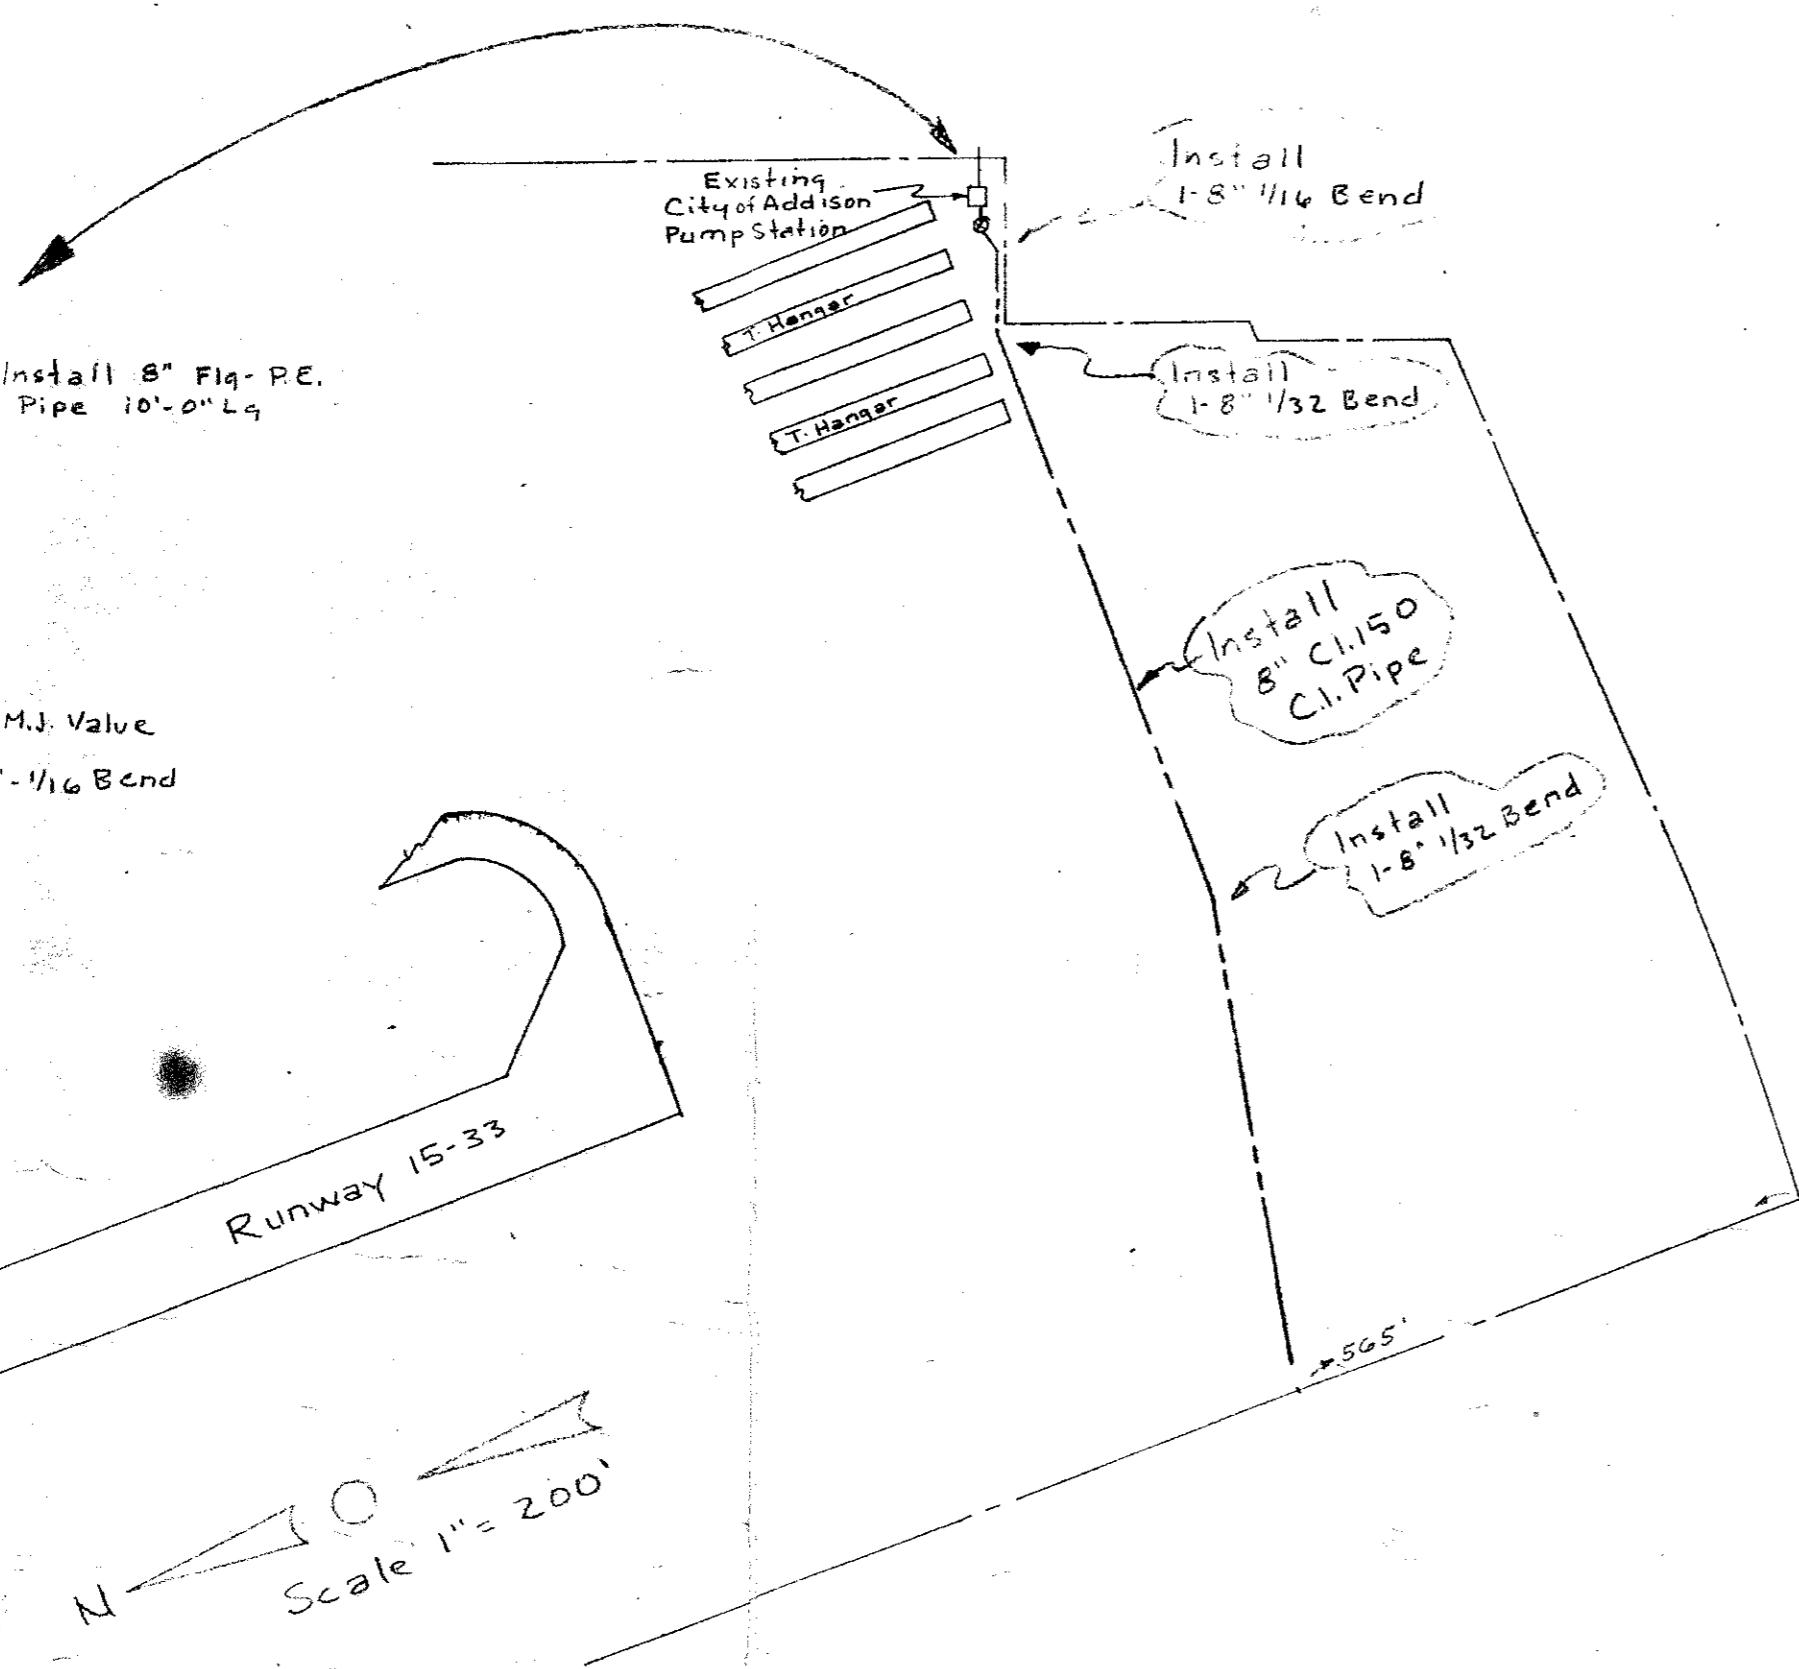 Existing
City of Addison
Pump Station
Install
1-8" 1/16 Bend
T. Hangar
T. Hangar
Install
1-8" 1/32 Bend
Install 8" Flg-P.E.
Pipe 10'-0" Lg
Install
8" Cl.150
C.I. Pipe
M.J. Value
"-1/16 Bend
Install
1-8" 1/32 Bend
Runway 15-33
565'
N
Scale 1"= 200'